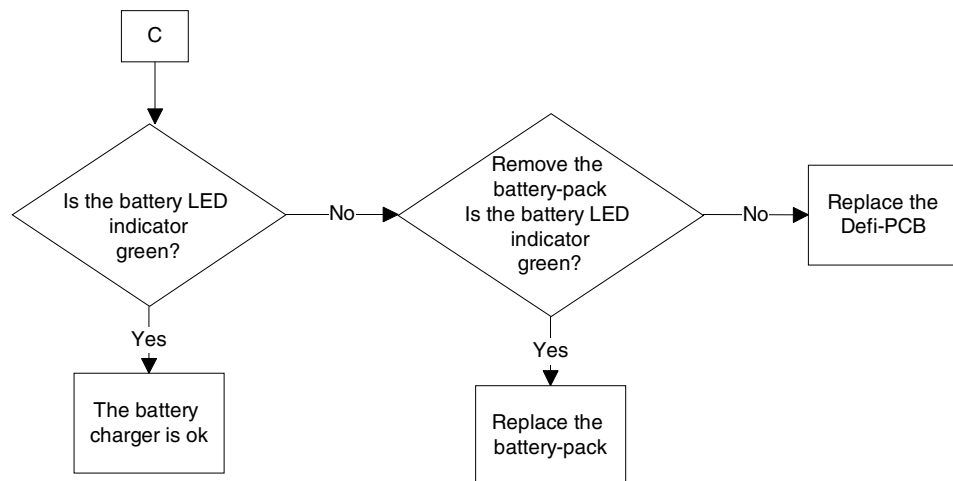 C
Is the battery LED
indicator
green?
No
Remove the
battery-pack
Is the battery LED
indicator
green?
No
Replace the
Defi-PCB
Yes
The battery
charger is ok
Yes
Replace the
battery-pack